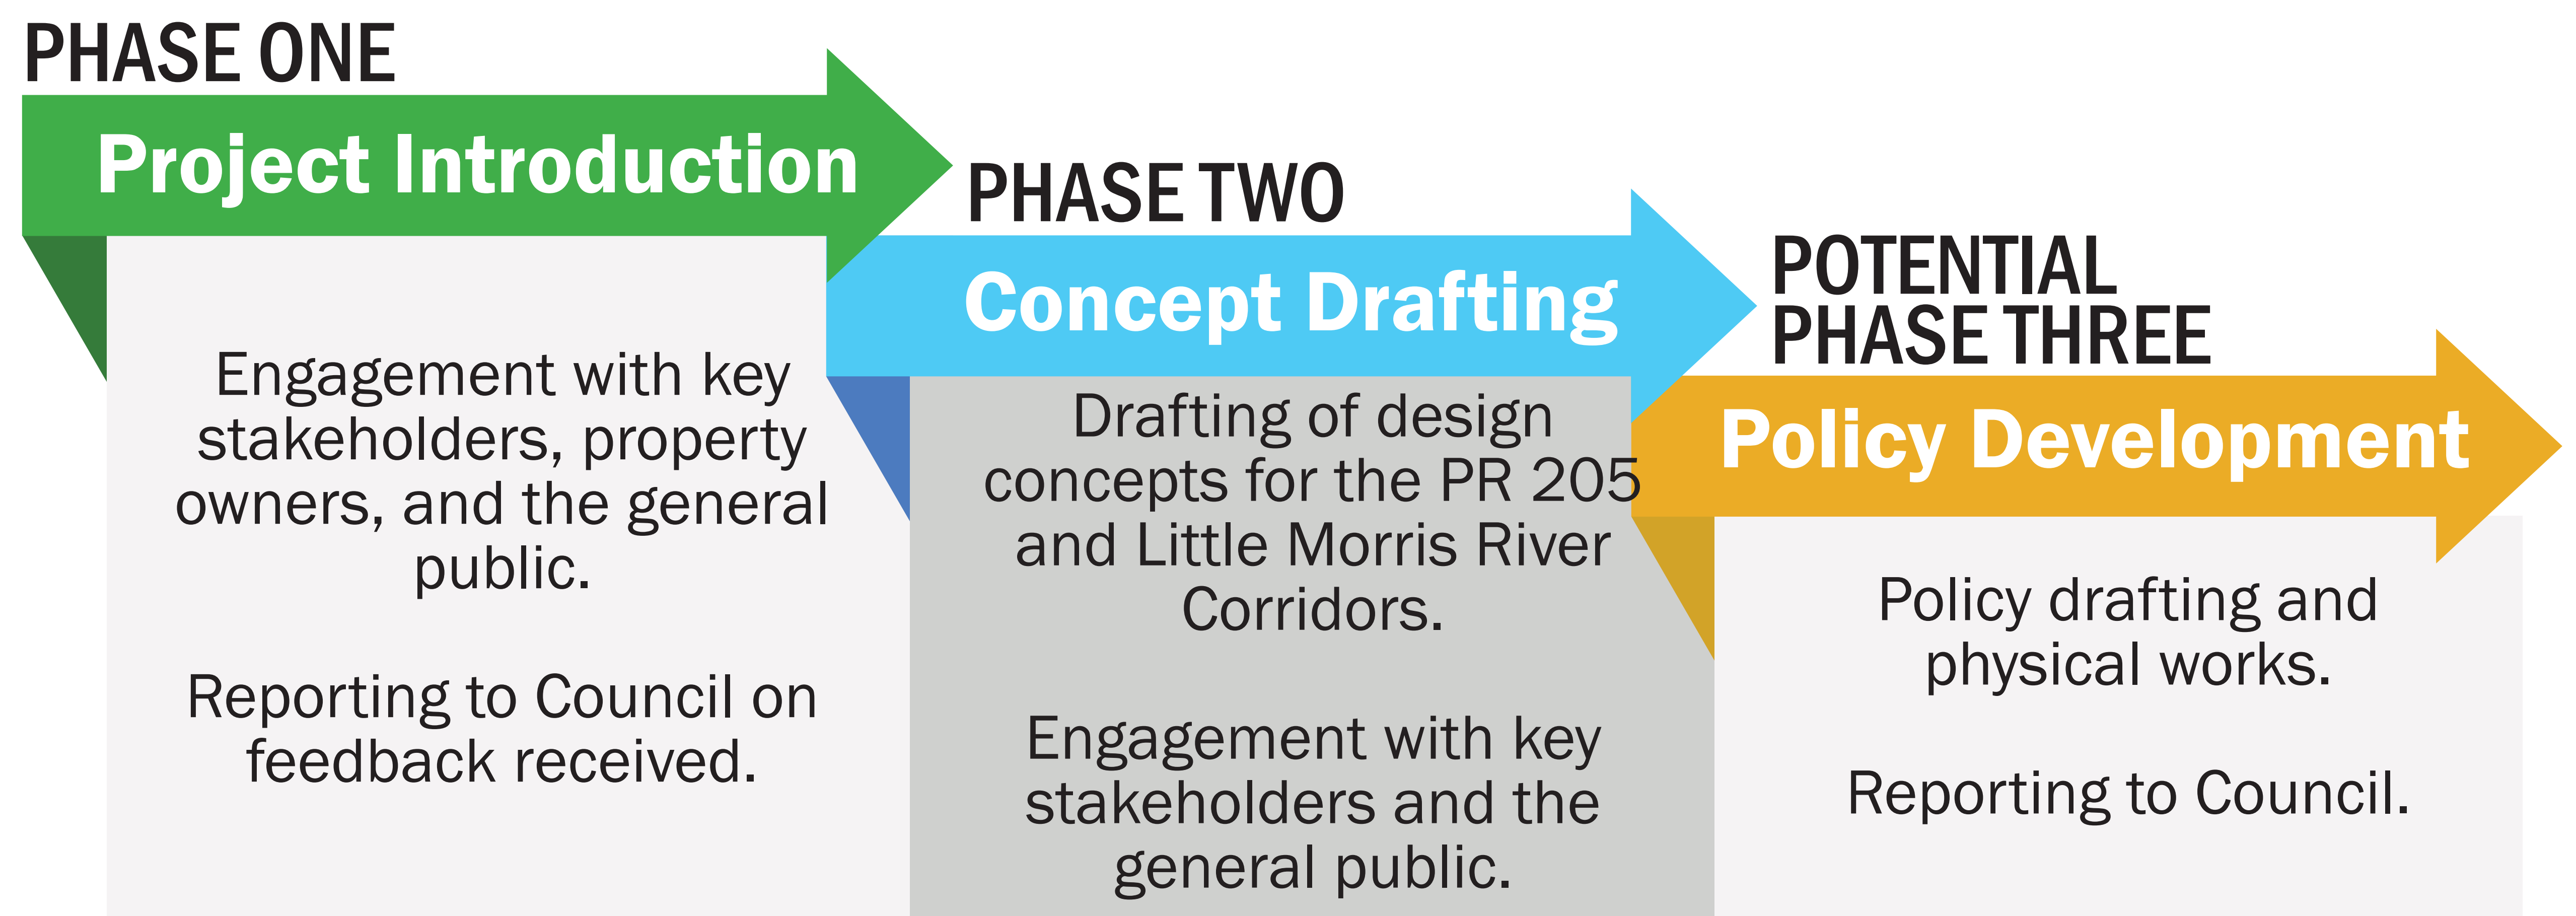 PHASE ONE
Project Introduction
Engagement with key
stakeholders, property
owners, and the general
public.
Reporting to Council on
feedback received.
PHASE TWO
Concept Drafting
Drafting of design
concepts for the PR 205
and Little Morris River
Corridors.
Engagement with key
stakeholders and the
general public.
POTENTIAL
PHASE THREE
Policy Development
Policy drafting and
physical works.
Reporting to Council.